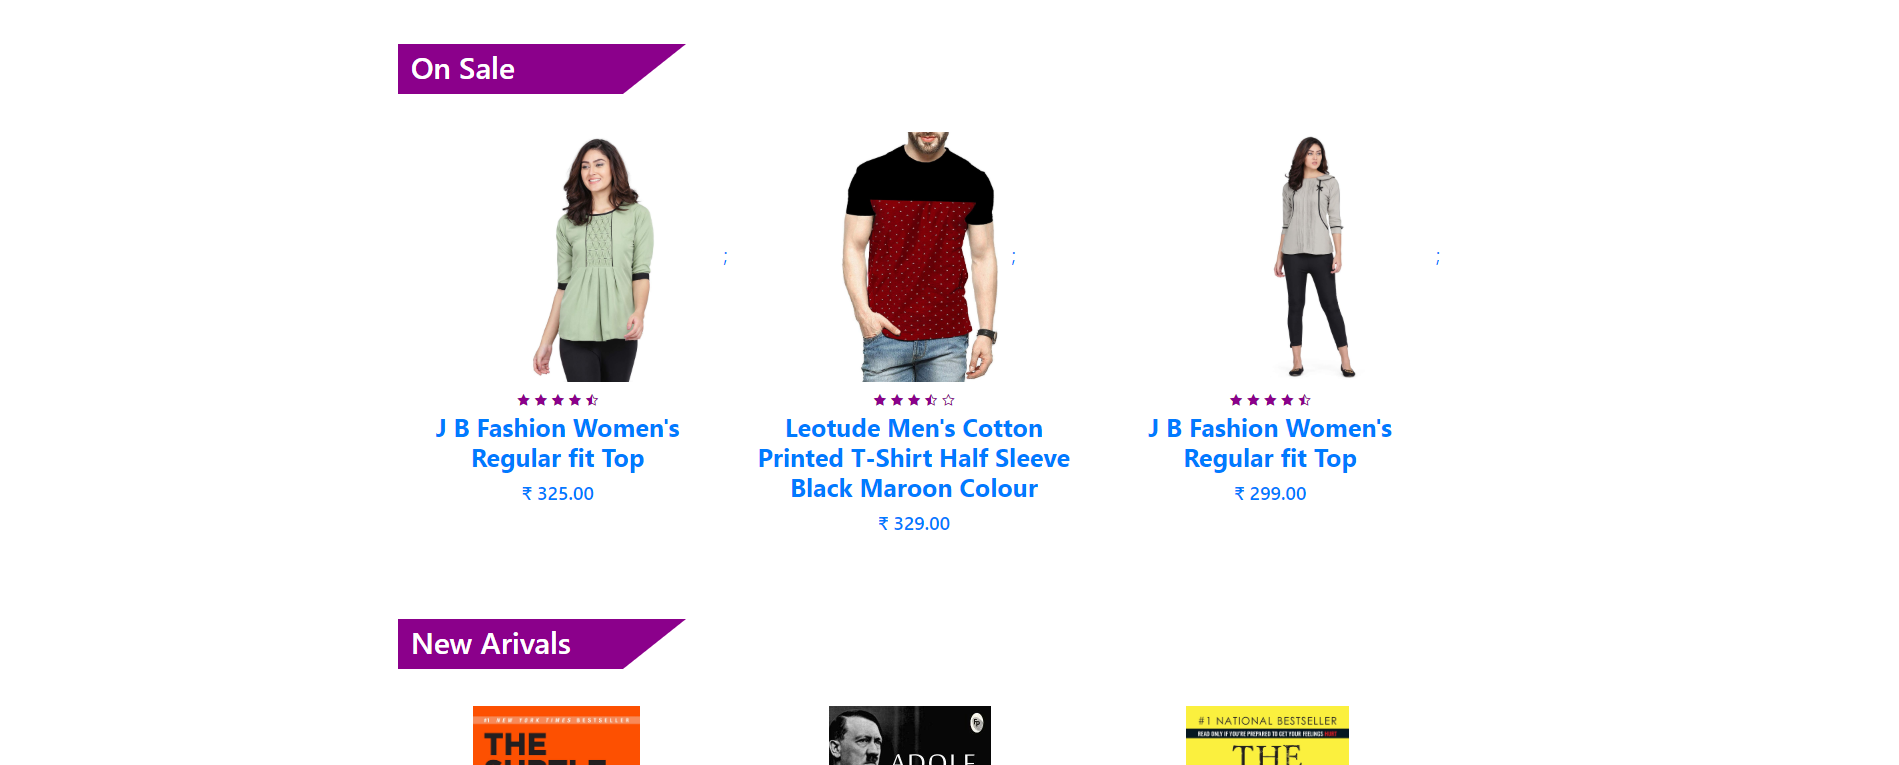 On Sale
;
;
;
J B Fashion Women's
Regular fit Top
₹ 325.00
Leotude Men's Cotton
Printed T-Shirt Half Sleeve
Black Maroon Colour
₹ 329.00
J B Fashion Women's
Regular fit Top
₹ 299.00
New Arivals
#1 NEW YORK TIMES BESTSELLER
THE
SUBTLE
FP
ADOLF
#1 NATIONAL BESTSELLER
READ ONLY IF YOU'RE PREPARED TO GET YOUR FEELINGS HURT
THE